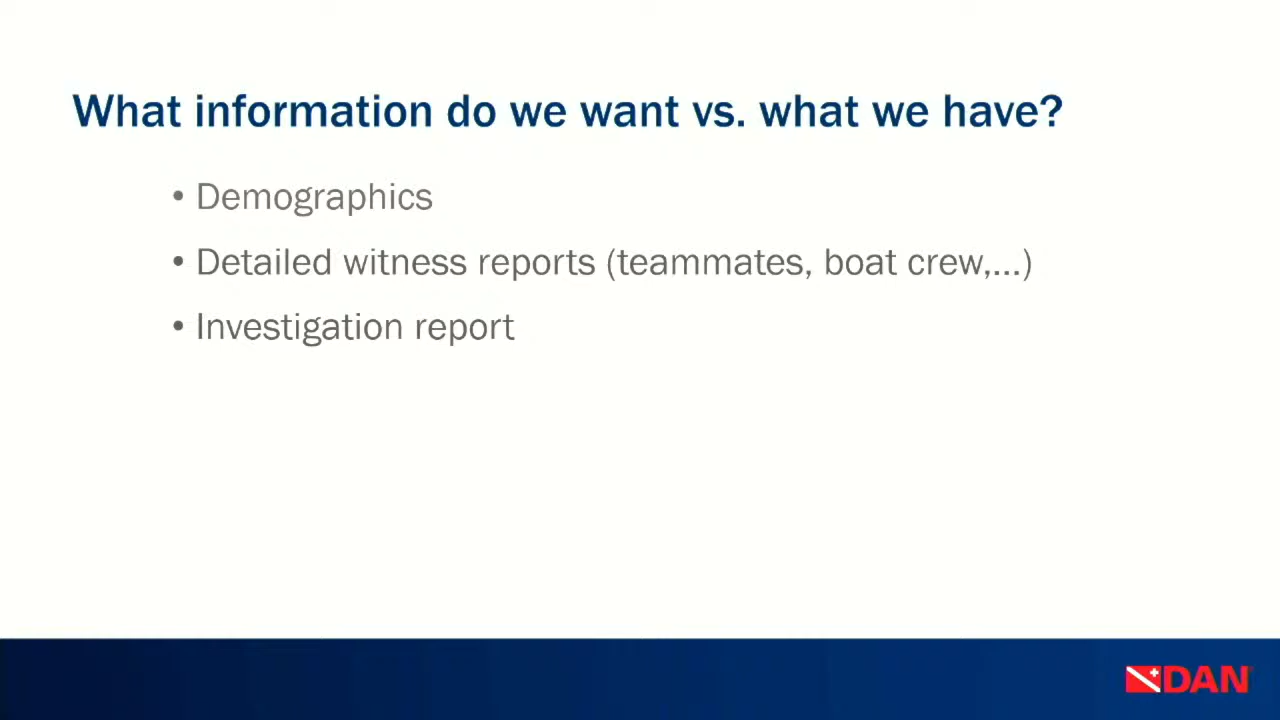 What information do we want vs. what we have?
• Demographics
• Detailed witness reports (teammates, boat crew,...)
• Investigation report
DAN